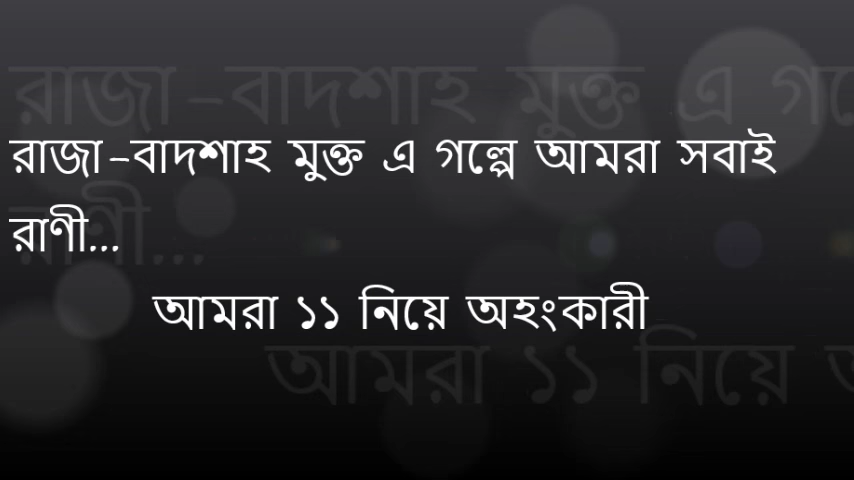 রাজা-বাদশাহ মুক্ত এ গল্পে আমরা সবাই
রাণী...
আমরা ১১ নিয়ে অহংকারী